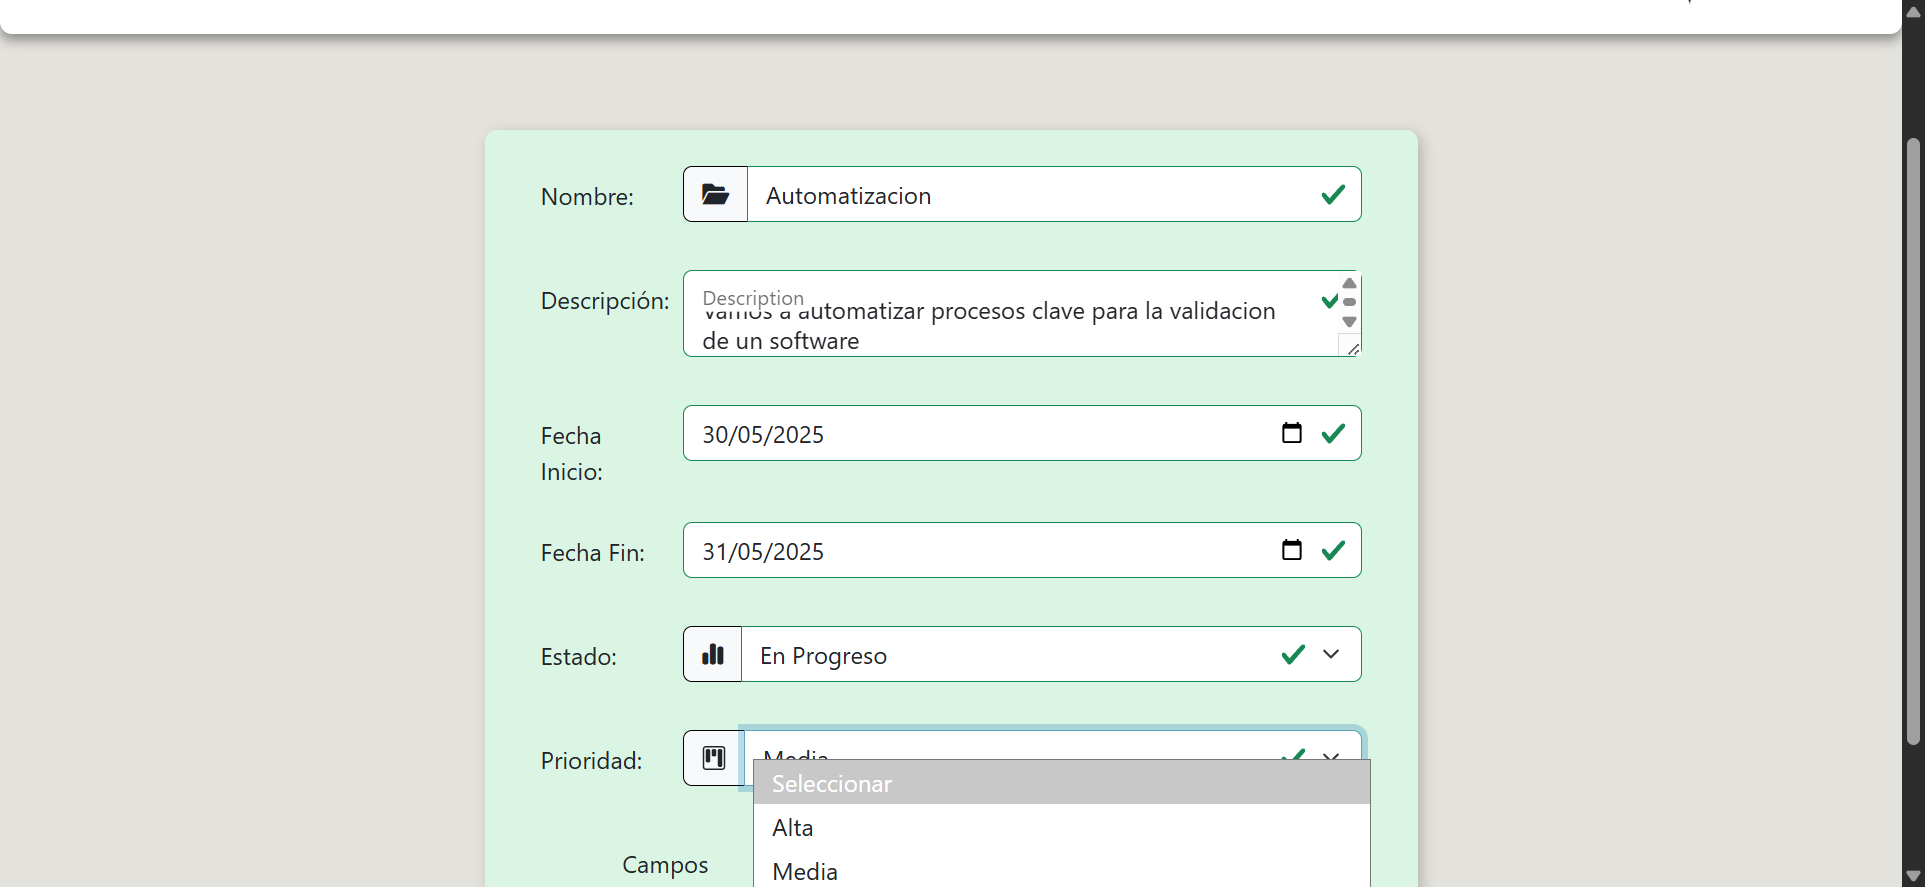 Nombre:
Automatizacion
Descripción:
Description
Vamos a automatizar procesos clave para la validacion
de un software
Fecha
Inicio:
30/05/2025
Fecha Fin:
31/05/2025
Estado:
En Progreso
Prioridad:
Media
Seleccionar
Alta
Campos
Media